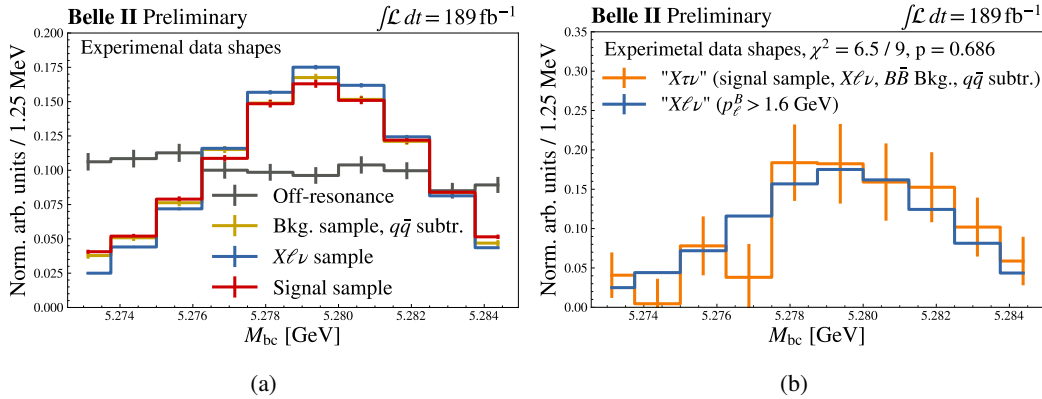 Belle II Preliminary ∫ℒ dt = 189 fb⁻¹
Experimenal data shapes
Norm. arb. units / 1.25 MeV
0.200
0.175
0.150
0.125
0.100
0.075
0.050
0.025
0.000
Off-resonance
Bkg. sample, qq̄ subtr.
Xℓν sample
Signal sample
5.274 5.276 5.278 5.280 5.282 5.284
M_bc [GeV]
(a)
Belle II Preliminary ∫ℒ dt = 189 fb⁻¹
Experimetal data shapes, χ² = 6.5 / 9, p = 0.686
"Xτν" (signal sample, Xℓν, BB̄ Bkg., qq̄ subtr.)
"Xℓν" (p_ℓ^B > 1.6 GeV)
Norm. arb. units / 1.25 MeV
0.35
0.30
0.25
0.20
0.15
0.10
0.05
0.00
5.274 5.276 5.278 5.280 5.282 5.284
M_bc [GeV]
(b)